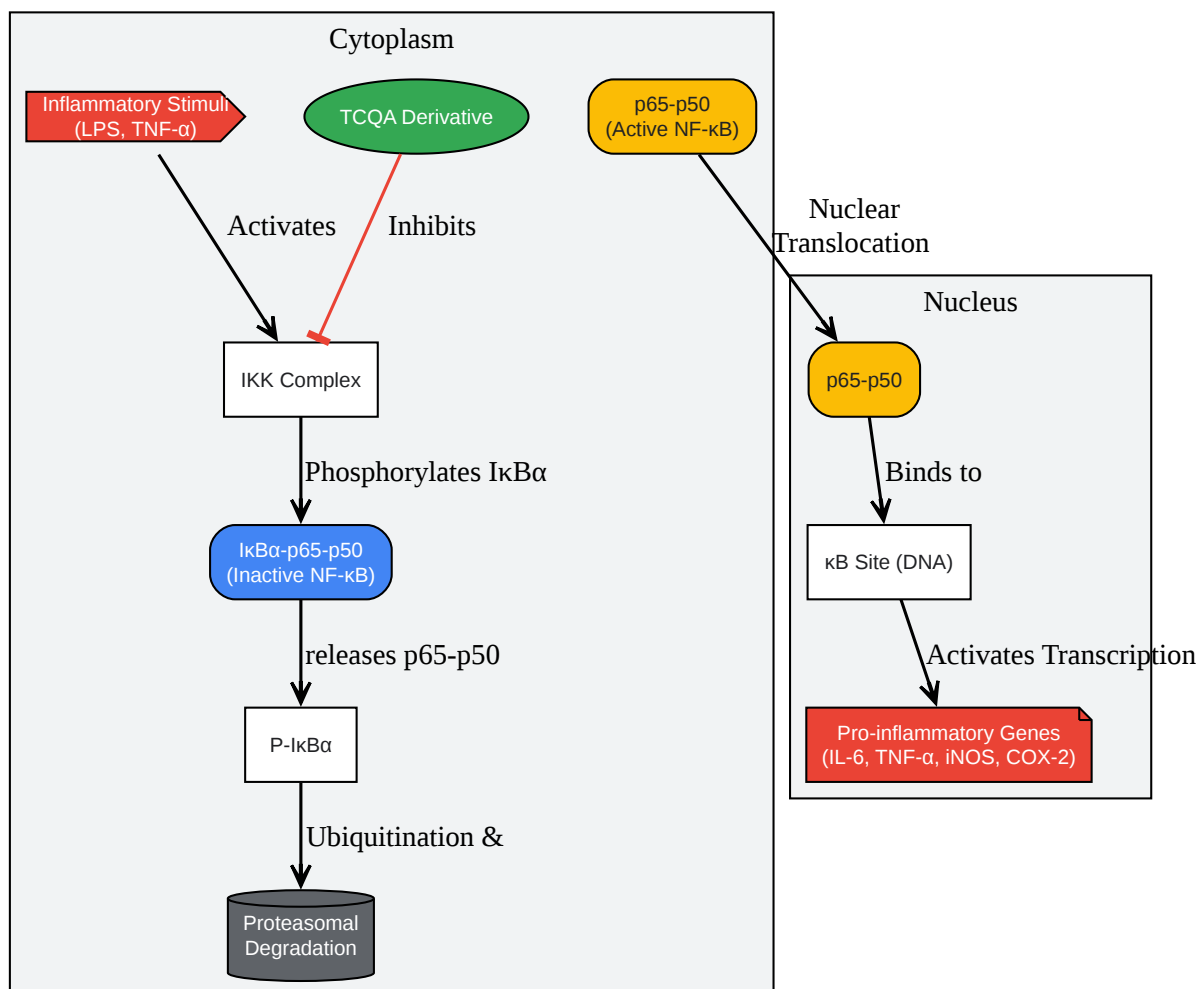 Cytoplasm
Inflammatory Stimuli
(LPS, TNF-α)
TCQA Derivative
p65-p50
(Active NF-κB)
Activates
Inhibits
Nuclear
Translocation
Nucleus
IKK Complex
p65-p50
Phosphorylates IκBα
Binds to
IκBα-p65-p50
(Inactive NF-κB)
κB Site (DNA)
releases p65-p50
Activates Transcription
P-IκBα
Pro-inflammatory Genes
(IL-6, TNF-α, iNOS, COX-2)
Ubiquitination &
Proteasomal
Degradation